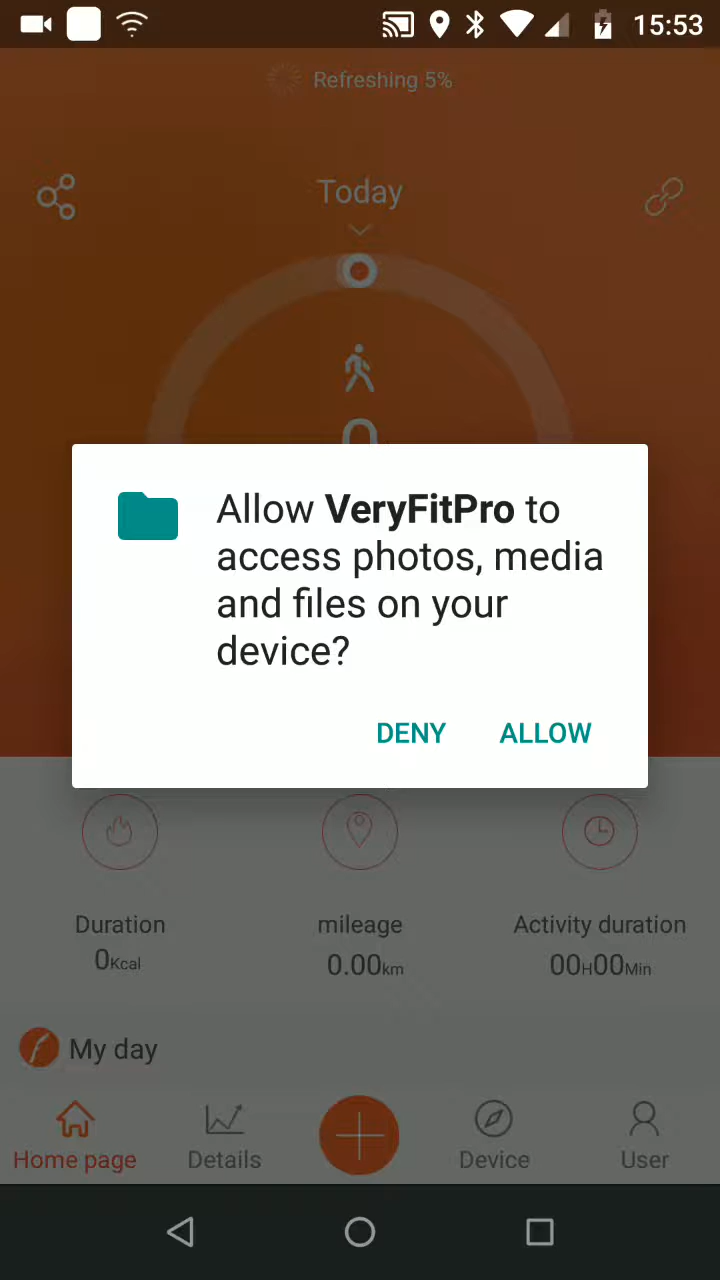 15:53
Refreshing 5%
Today
0
Allow VeryFitPro to
access photos, media
and files on your
device?
DENY ALLOW
Duration mileage Activity duration
0Kcal 0.00km 00H00Min
My day
Home page Details Device User